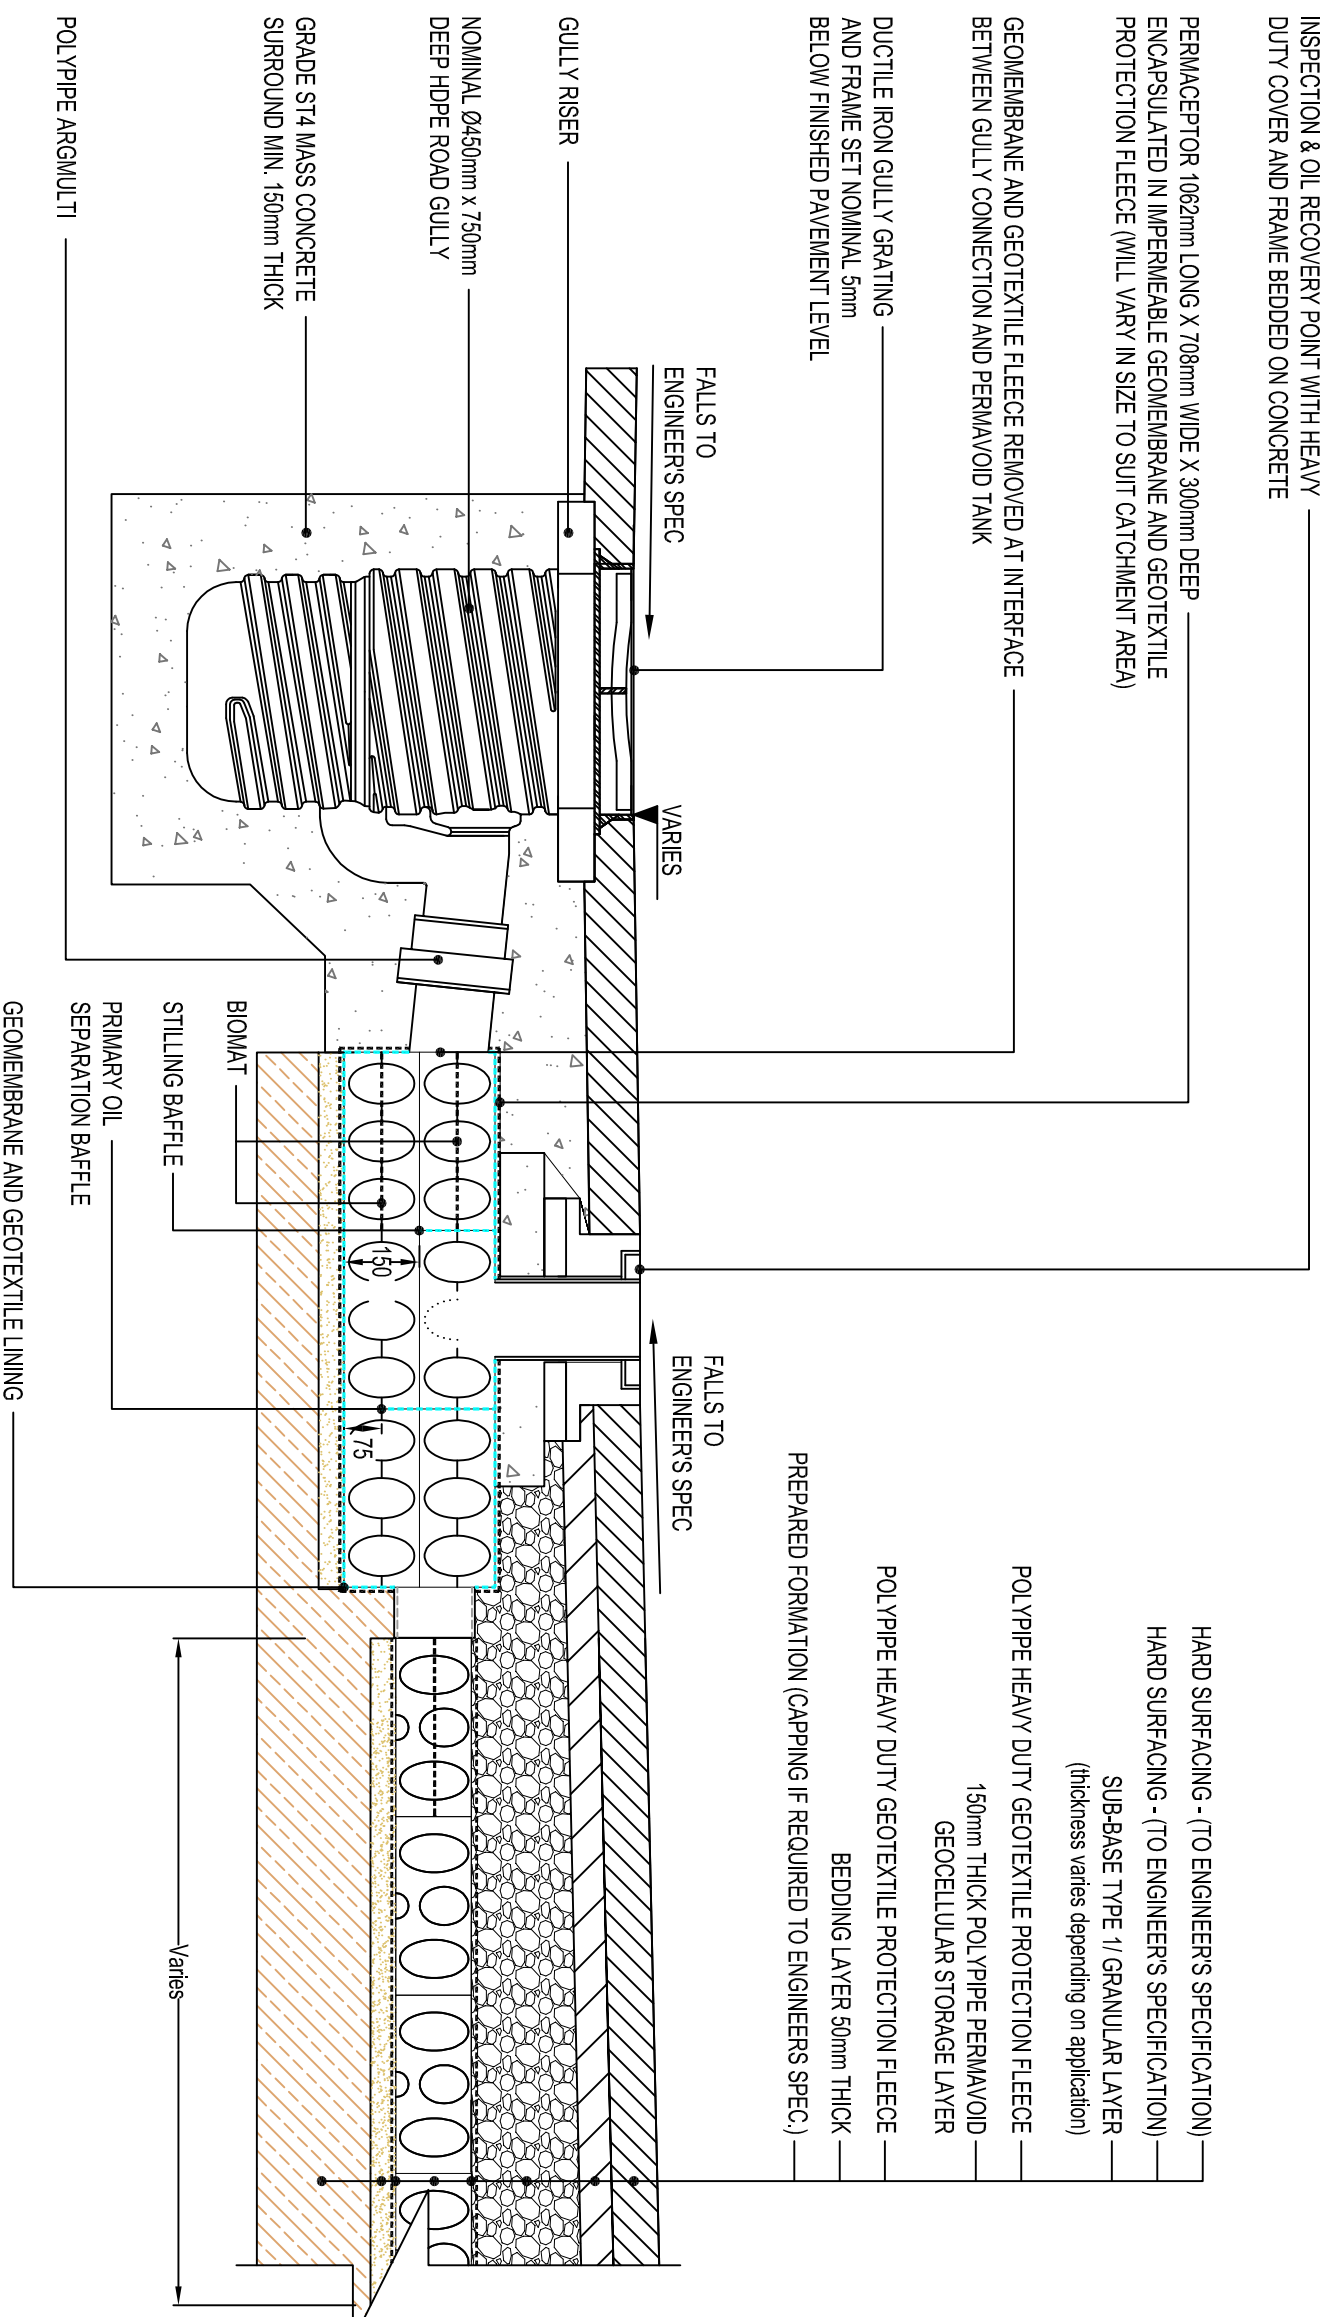 INSPECTION & OIL RECOVERY POINT WITH HEAVY
DUTY COVER AND FRAME BEDDED ON CONCRETE
PERMACEPTOR 1062mm LONG X 708mm WIDE X 300mm DEEP
ENCAPSULATED IN IMPERMEABLE GEOMEMBRANE AND GEOTEXTILE
PROTECTION FLEECE (WILL VARY IN SIZE TO SUIT CATCHMENT AREA)
GEOMEMBRANE AND GEOTEXTILE FLEECE REMOVED AT INTERFACE
BETWEEN GULLY CONNECTION AND PERMAVOID TANK
DUCTILE IRON GULLY GRATING
AND FRAME SET NOMINAL 5mm
BELOW FINISHED PAVEMENT LEVEL
GULLY RISER
NOMINAL Ø450mm x 750mm
DEEP HDPE ROAD GULLY
GRADE ST4 MASS CONCRETE
SURROUND MIN. 150mm THICK
POLYPIPE ARGMULTI
FALLS TO
ENGINEER'S SPEC
VARIES
FALLS TO
ENGINEER'S SPEC
HARD SURFACING - (TO ENGINEER'S SPECIFICATION)
HARD SURFACING - (TO ENGINEER'S SPECIFICATION)
SUB-BASE TYPE 1/ GRANULAR LAYER
(thickness varies depending on application)
POLYPIPE HEAVY DUTY GEOTEXTILE PROTECTION FLEECE
150mm THICK POLYPIPE PERMAVOID
GEOCELLULAR STORAGE LAYER
POLYPIPE HEAVY DUTY GEOTEXTILE PROTECTION FLEECE
BEDDING LAYER 50mm THICK
PREPARED FORMATION (CAPPING IF REQUIRED TO ENGINEERS SPEC.)
150
75
BIOMAT
STILLING BAFFLE
PRIMARY OIL
SEPARATION BAFFLE
GEOMEMBRANE AND GEOTEXTILE LINING
Varies